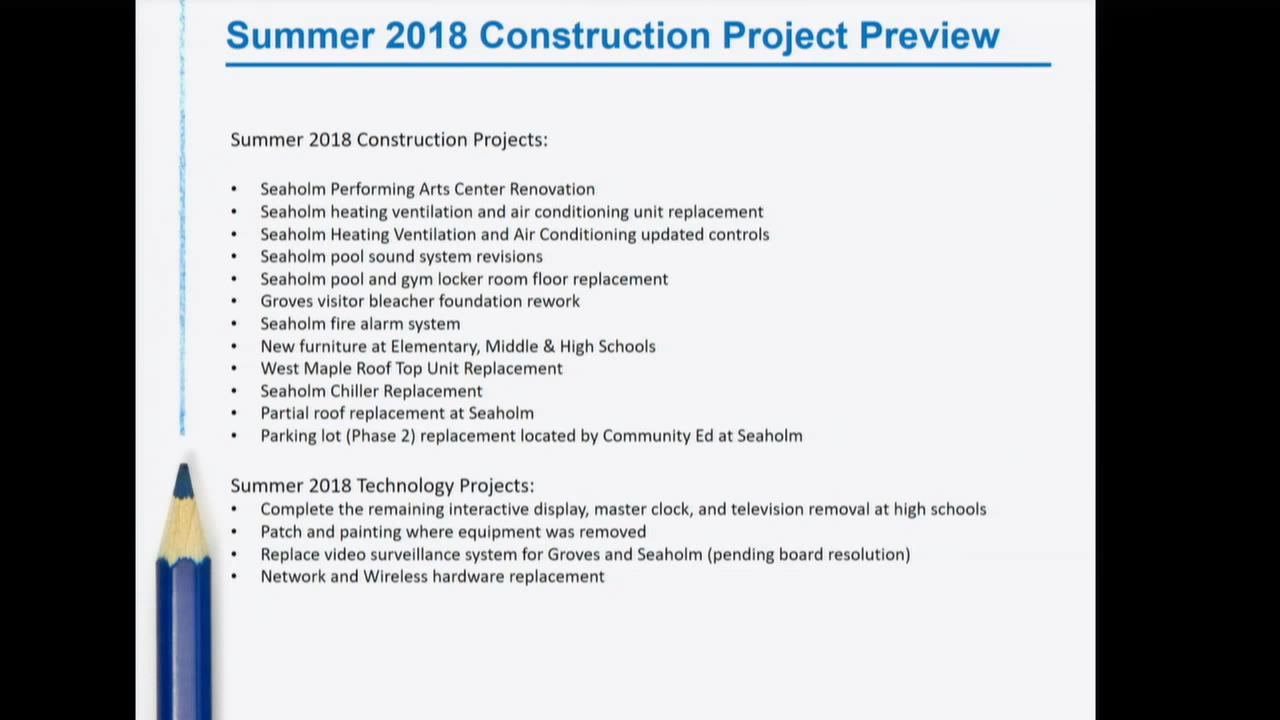 Summer 2018 Construction Project Preview
Summer 2018 Construction Projects:
• Seaholm Performing Arts Center Renovation
• Seaholm heating ventilation and air conditioning unit replacement
• Seaholm Heating Ventilation and Air Conditioning updated controls
• Seaholm pool sound system revisions
• Seaholm pool and gym locker room floor replacement
• Groves visitor bleacher foundation rework
• Seaholm fire alarm system
• New furniture at Elementary, Middle & High Schools
• West Maple Roof Top Unit Replacement
• Seaholm Chiller Replacement
• Partial roof replacement at Seaholm
• Parking lot (Phase 2) replacement located by Community Ed at Seaholm
Summer 2018 Technology Projects:
• Complete the remaining interactive display, master clock, and television removal at high schools
• Patch and painting where equipment was removed
• Replace video surveillance system for Groves and Seaholm (pending board resolution)
• Network and Wireless hardware replacement